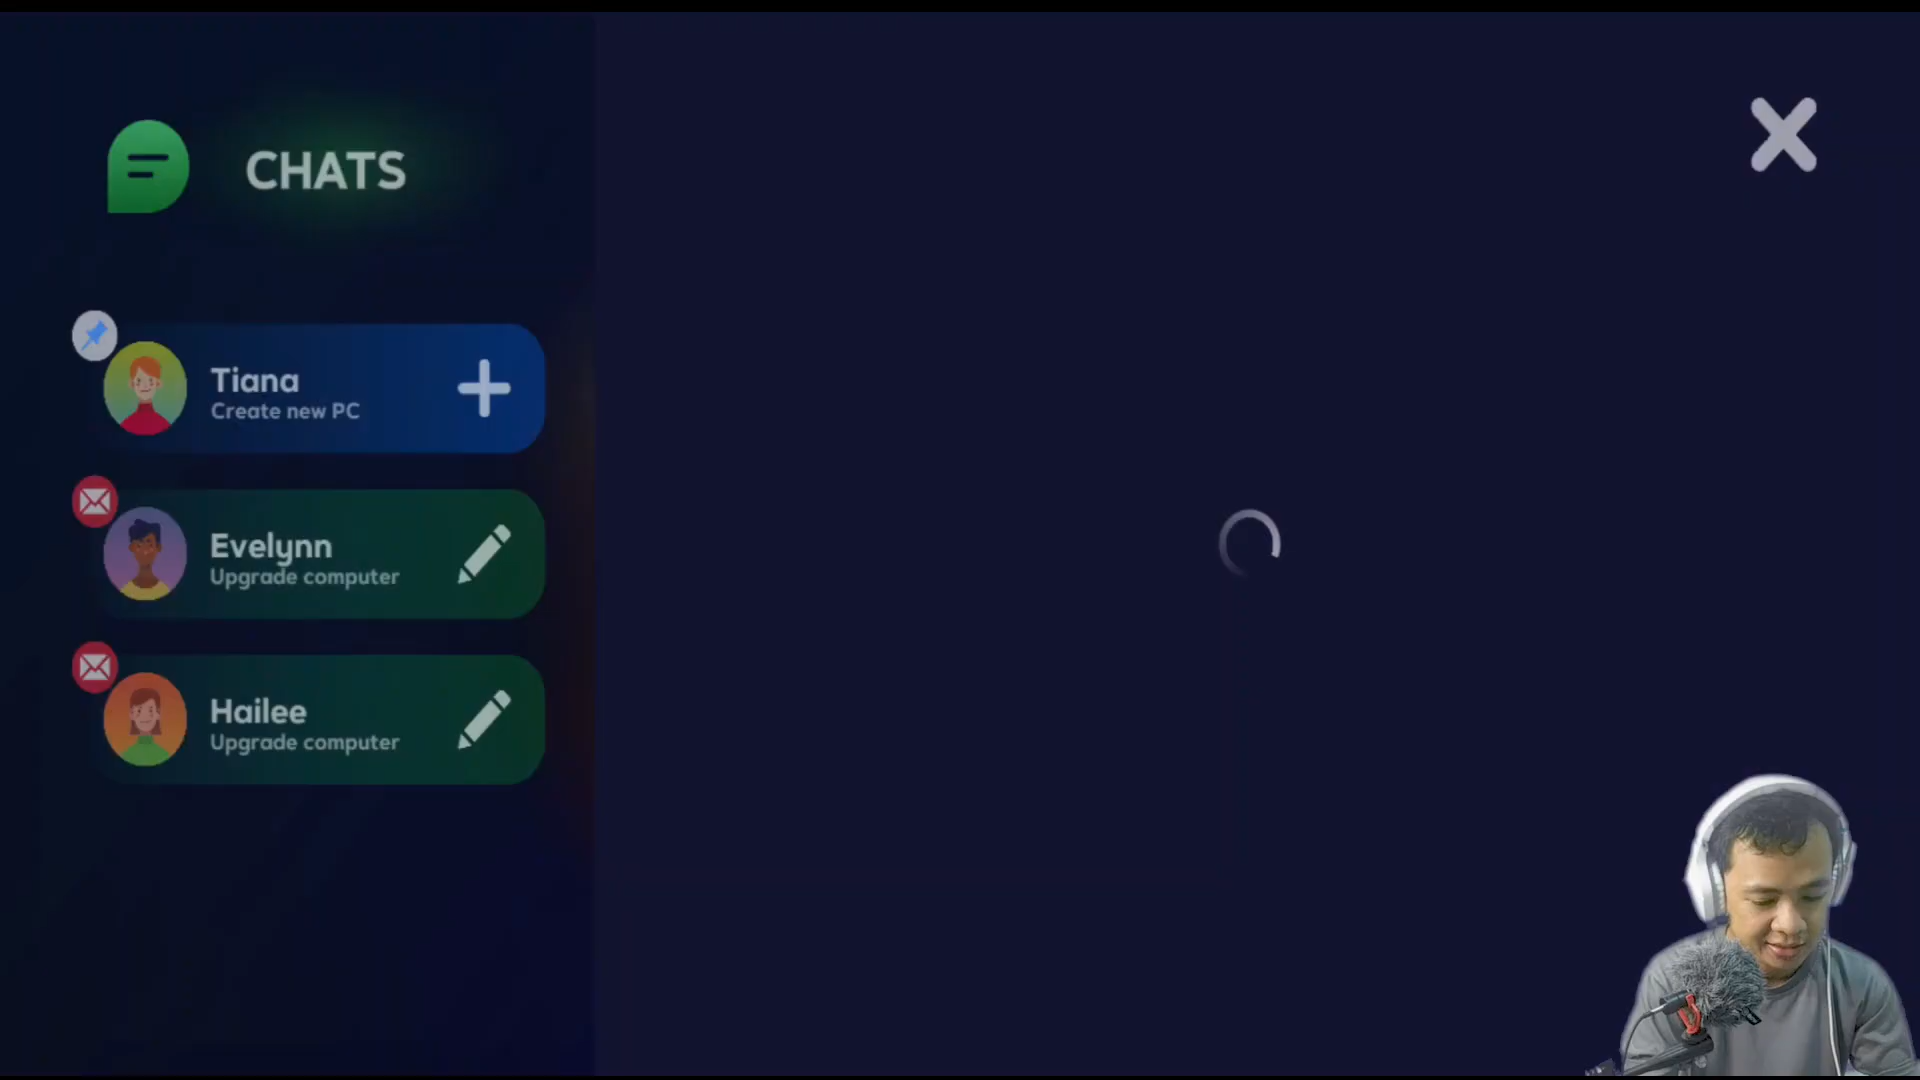 CHATS
Tiana
Create new PC
Evelynn
Upgrade computer
Hailee
Upgrade computer